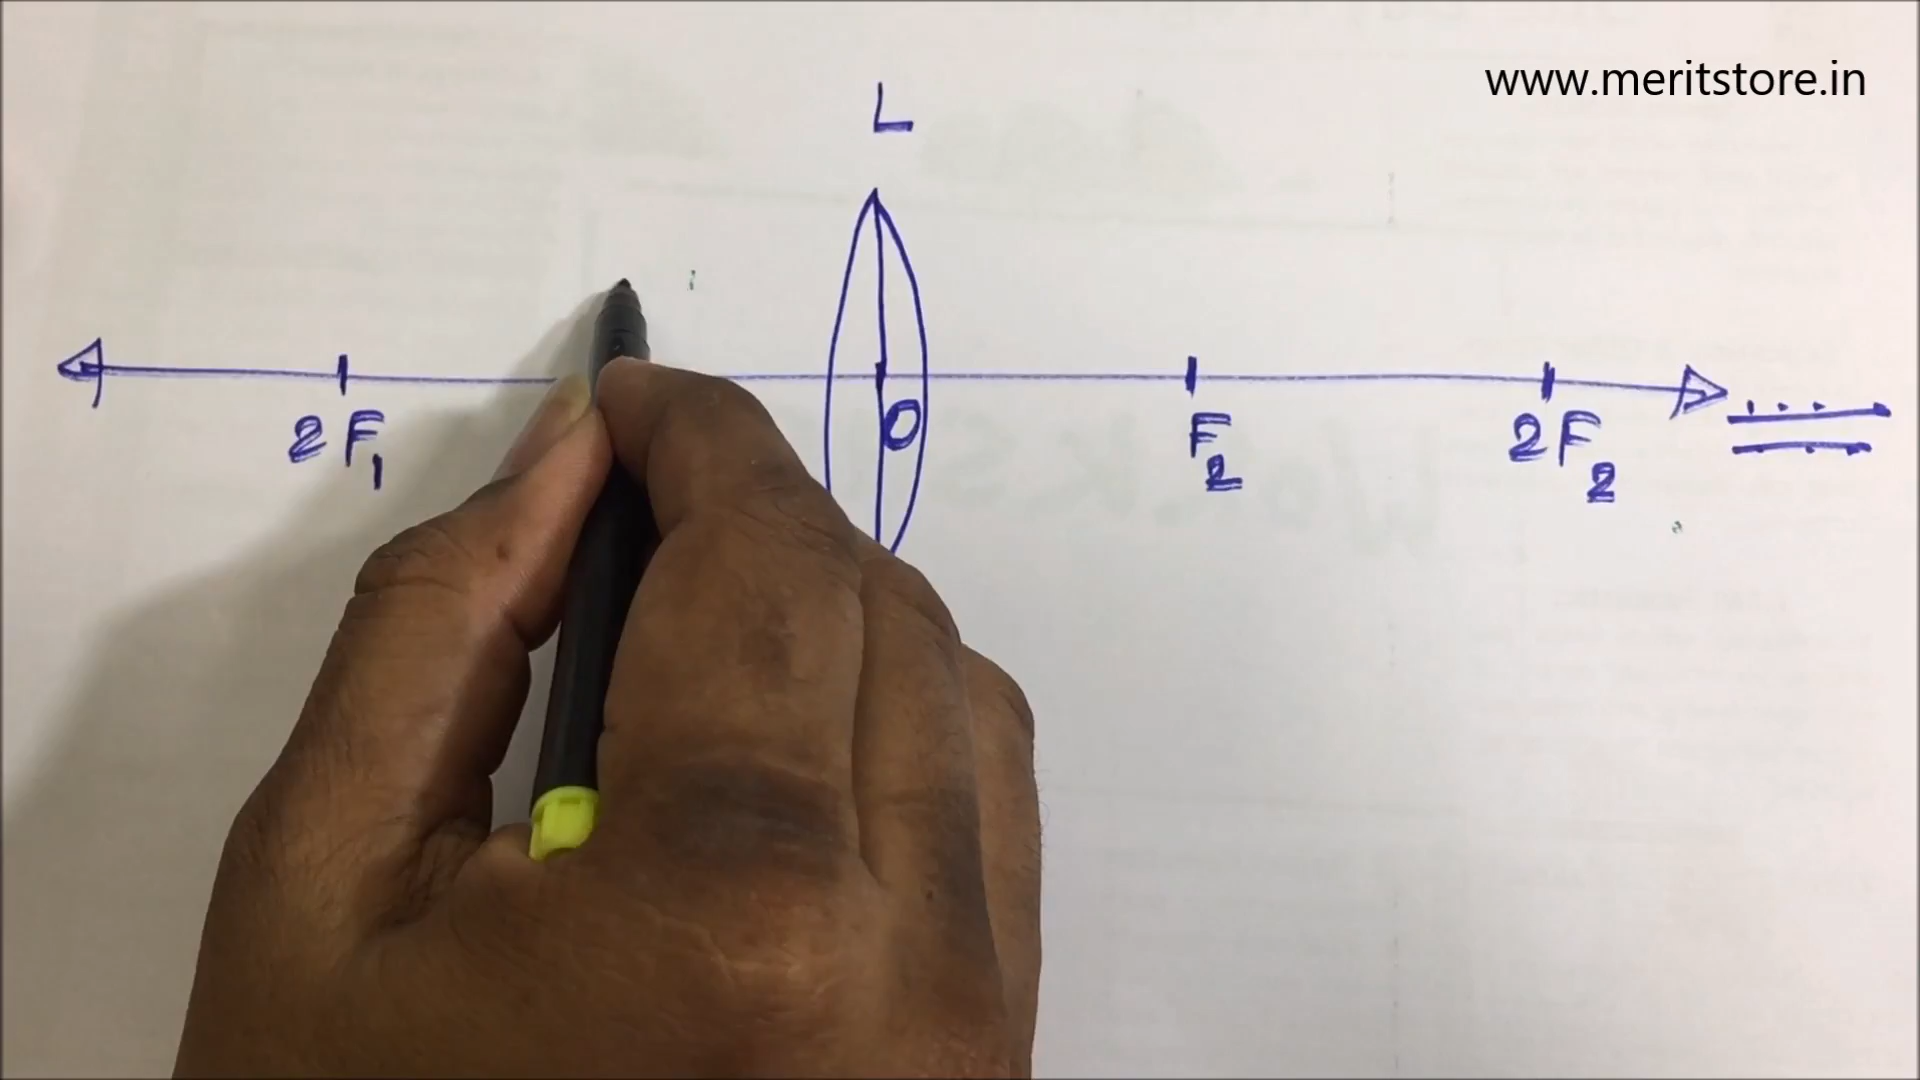 www.meritstore.in
L
O
2F₁
F₂
2F₂